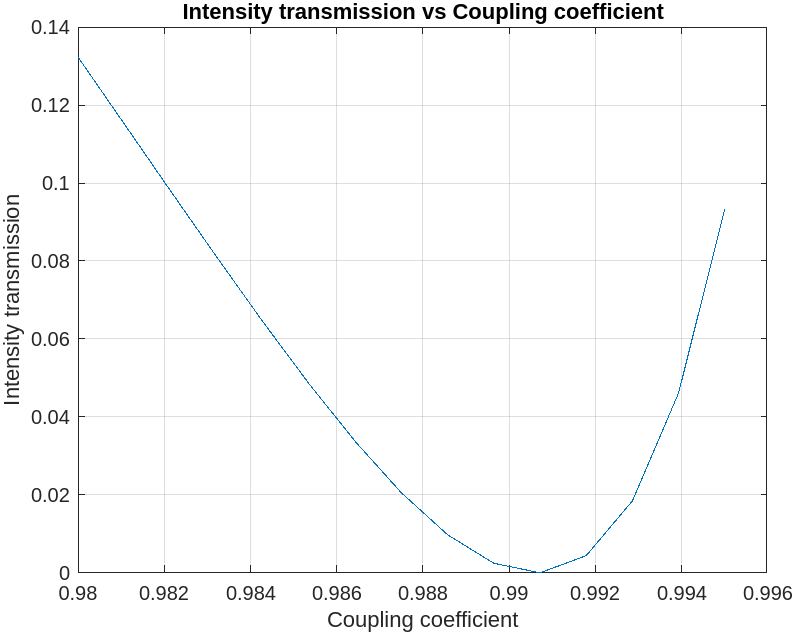 Intensity transmission vs Coupling coefficient
Intensity transmission
0.14
0.12
0.1
0.08
0.06
0.04
0.02
0
0.98 0.982 0.984 0.986 0.988 0.99 0.992 0.994 0.996
Coupling coefficient